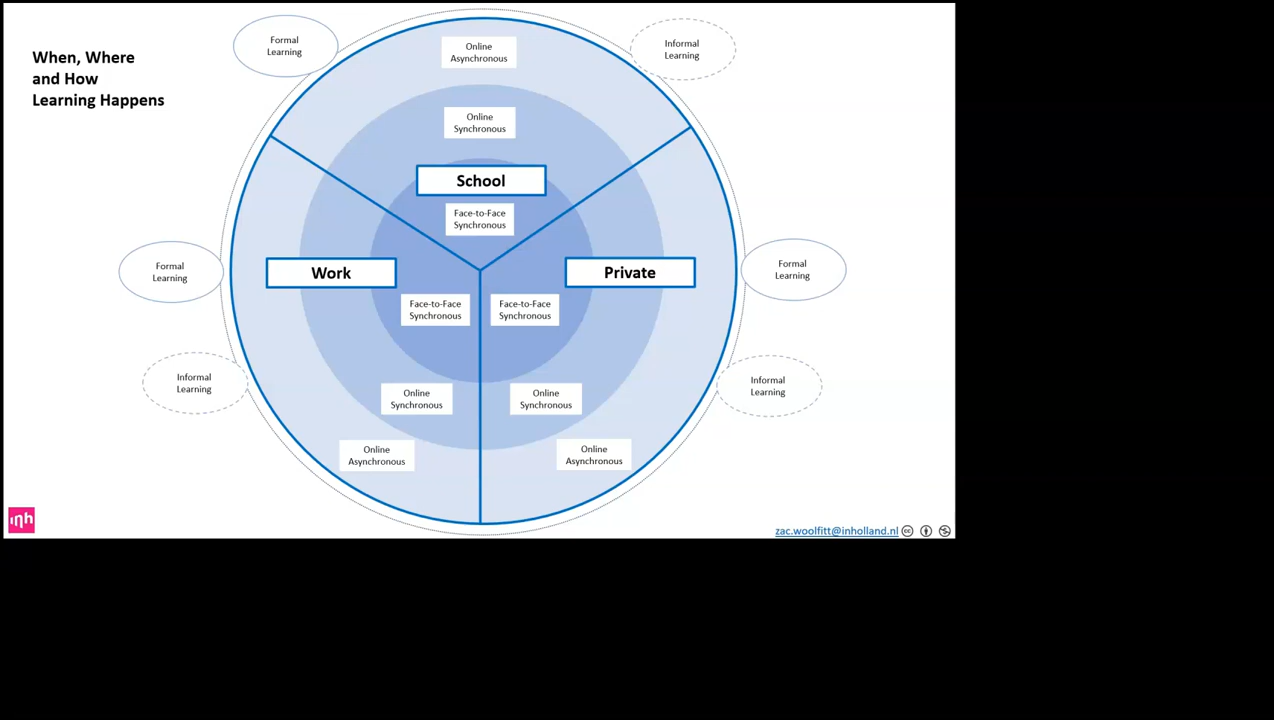 When, Where
and How
Learning Happens
Formal
Learning
Online
Asynchronous
Informal
Learning
Online
Synchronous
School
Face-to-Face
Synchronous
Formal
Learning
Work
Private
Formal
Learning
Face-to-Face
Synchronous
Face-to-Face
Synchronous
Informal
Learning
Online
Synchronous
Online
Synchronous
Informal
Learning
Online
Asynchronous
Online
Asynchronous
inh
zac.woolfitt@inholland.nl
cc